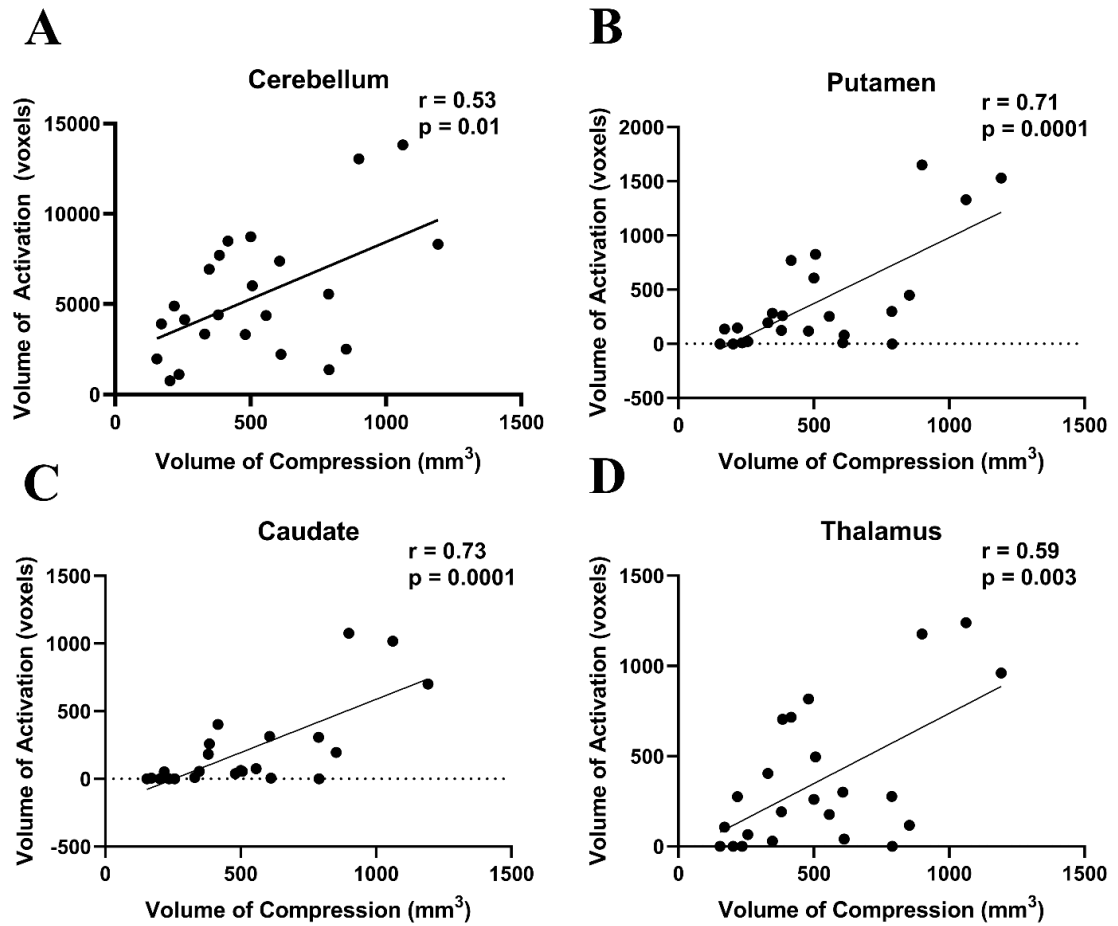 A
Cerebellum
r = 0.53
p = 0.01
Volume of Activation (voxels)
15000
10000
5000
0
0 500 1000 1500
Volume of Compression (mm³)
B
Putamen
r = 0.71
p = 0.0001
Volume of Activation (voxels)
2000
1500
1000
500
0
-500
0 500 1000 1500
Volume of Compression (mm³)
C
Caudate
r = 0.73
p = 0.0001
Volume of Activation (voxels)
1500
1000
500
0
-500
0 500 1000 1500
Volume of Compression (mm³)
D
Thalamus
r = 0.59
p = 0.003
Volume of Activation (voxels)
1500
1000
500
0
0 500 1000 1500
Volume of Compression (mm³)